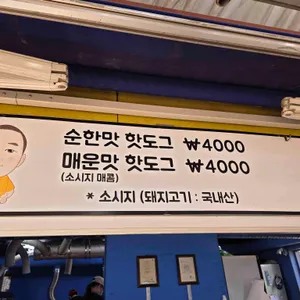 순한맛 핫도그 ₩4000
매운맛 핫도그 ₩4000
(소시지 매콤)
* 소시지 (돼지고기 : 국내산)